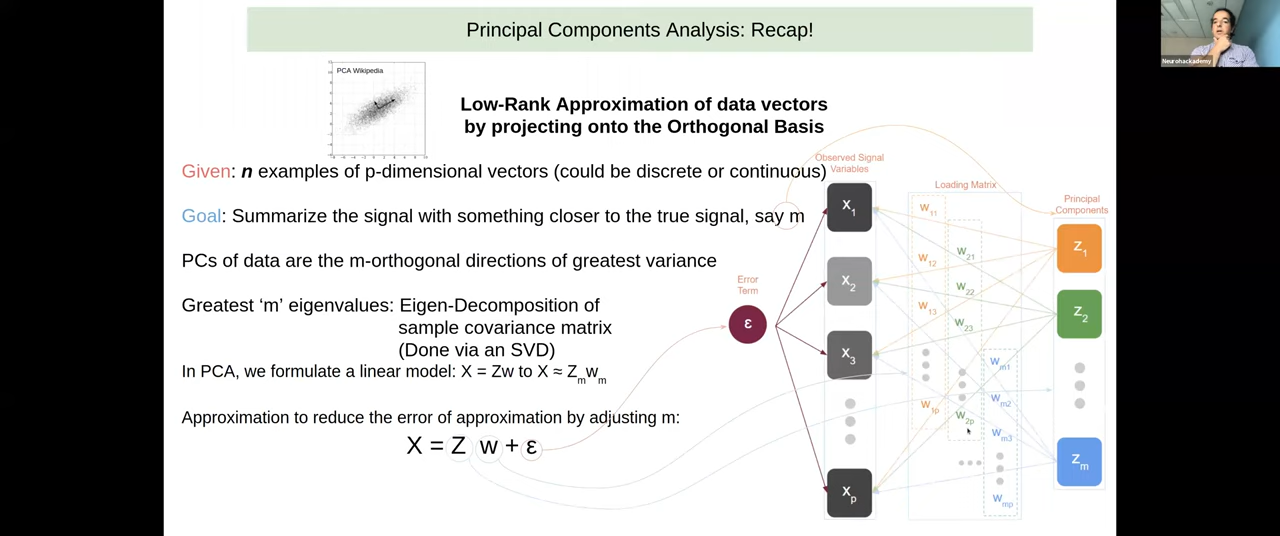 Principal Components Analysis: Recap!
Neurohackademy
PCA Wikipedia
Low-Rank Approximation of data vectors
by projecting onto the Orthogonal Basis
Given: n examples of p-dimensional vectors (could be discrete or continuous)
Goal: Summarize the signal with something closer to the true signal, say m
PCs of data are the m-orthogonal directions of greatest variance
Greatest ‘m’ eigenvalues: Eigen-Decomposition of
sample covariance matrix
(Done via an SVD)
In PCA, we formulate a linear model: X = Zw to X ≈ Zmwm
Approximation to reduce the error of approximation by adjusting m:
X = Z w + ε
Error
Term
ε
Observed Signal
Variables
x1
x2
x3
xp
Loading Matrix
w11
w12
w13
w1p
w21
w22
w23
w2p
wm1
wm2
wm3
wmp
Principal
Components
z1
z2
zm